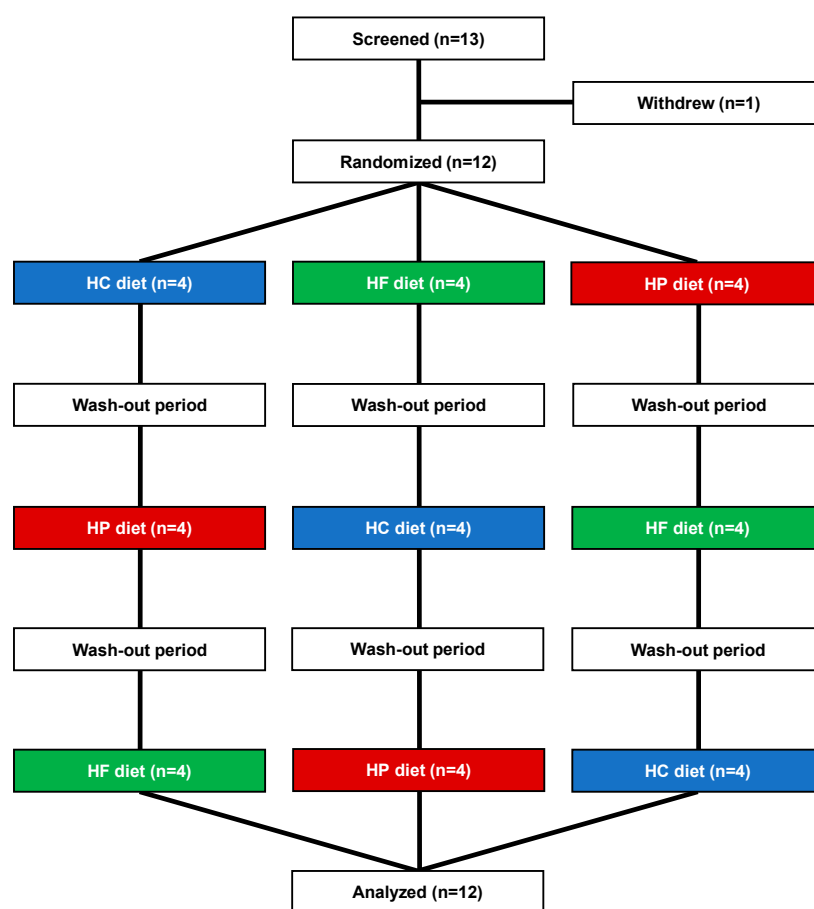 Screened (n=13)
Withdrew (n=1)
Randomized (n=12)
HC diet (n=4)
HF diet (n=4)
HP diet (n=4)
Wash-out period
Wash-out period
Wash-out period
HP diet (n=4)
HC diet (n=4)
HF diet (n=4)
Wash-out period
Wash-out period
Wash-out period
HF diet (n=4)
HP diet (n=4)
HC diet (n=4)
Analyzed (n=12)